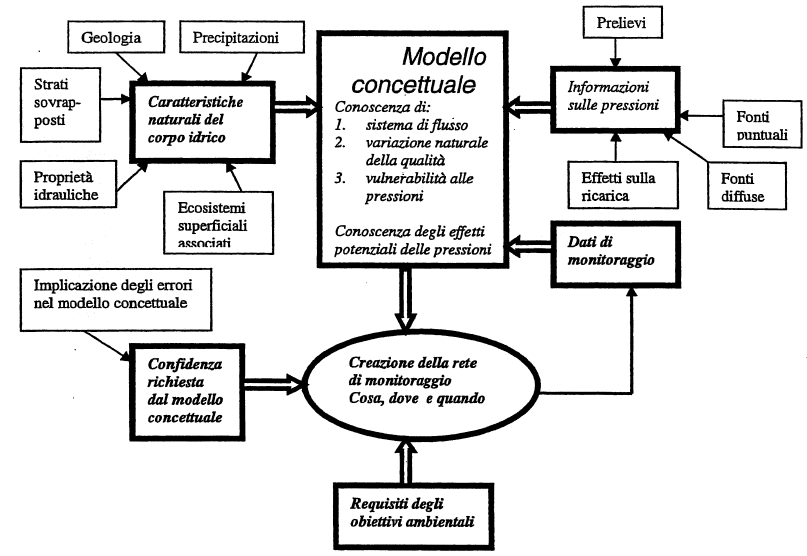 Geologia
Precipitazioni
Strati
sovrap-
posti
Caratteristiche
naturali del
corpo idrico
Proprietà
idrauliche
Ecosistemi
superficiali
associati
Modello
concettuale
Conoscenza di:
1. sistema di flusso
2. variazione naturale
della qualità
3. vulnerabilità alle
pressioni
Conoscenza degli effetti
potenziali delle pressioni
Prelievi
Informazioni
sulle pressioni
Fonti
puntuali
Effetti sulla
ricarica
Fonti
diffuse
Dati di
monitoraggio
Implicazione degli errori
nel modello concettuale
Confidenza
richiesta
dal modello
concettuale
Creazione della rete
di monitoraggio
Cosa, dove e quando
Requisiti degli
obiettivi ambientali